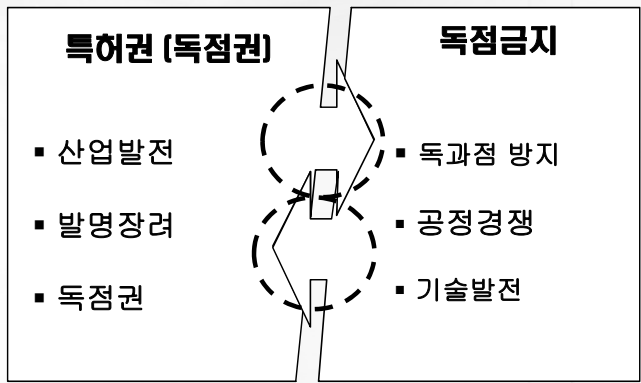 특허권 (독점권)
▪ 산업발전
▪ 발명장려
▪ 독점권
독점금지
▪ 독과점 방지
▪ 공정경쟁
▪ 기술발전